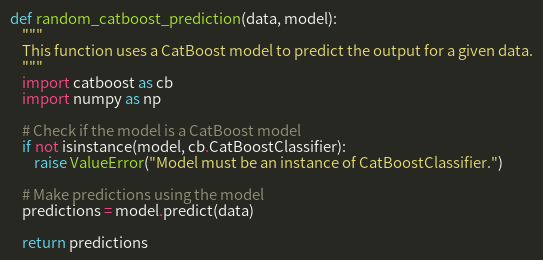 def random_catboost_prediction(data, model):
    """
    This function uses a CatBoost model to predict the output for a given data.
    """
    import catboost as cb
    import numpy as np

    # Check if the model is a CatBoost model
    if not isinstance(model, cb.CatBoostClassifier):
        raise ValueError("Model must be an instance of CatBoostClassifier.")

    # Make predictions using the model
    predictions = model.predict(data)

    return predictions